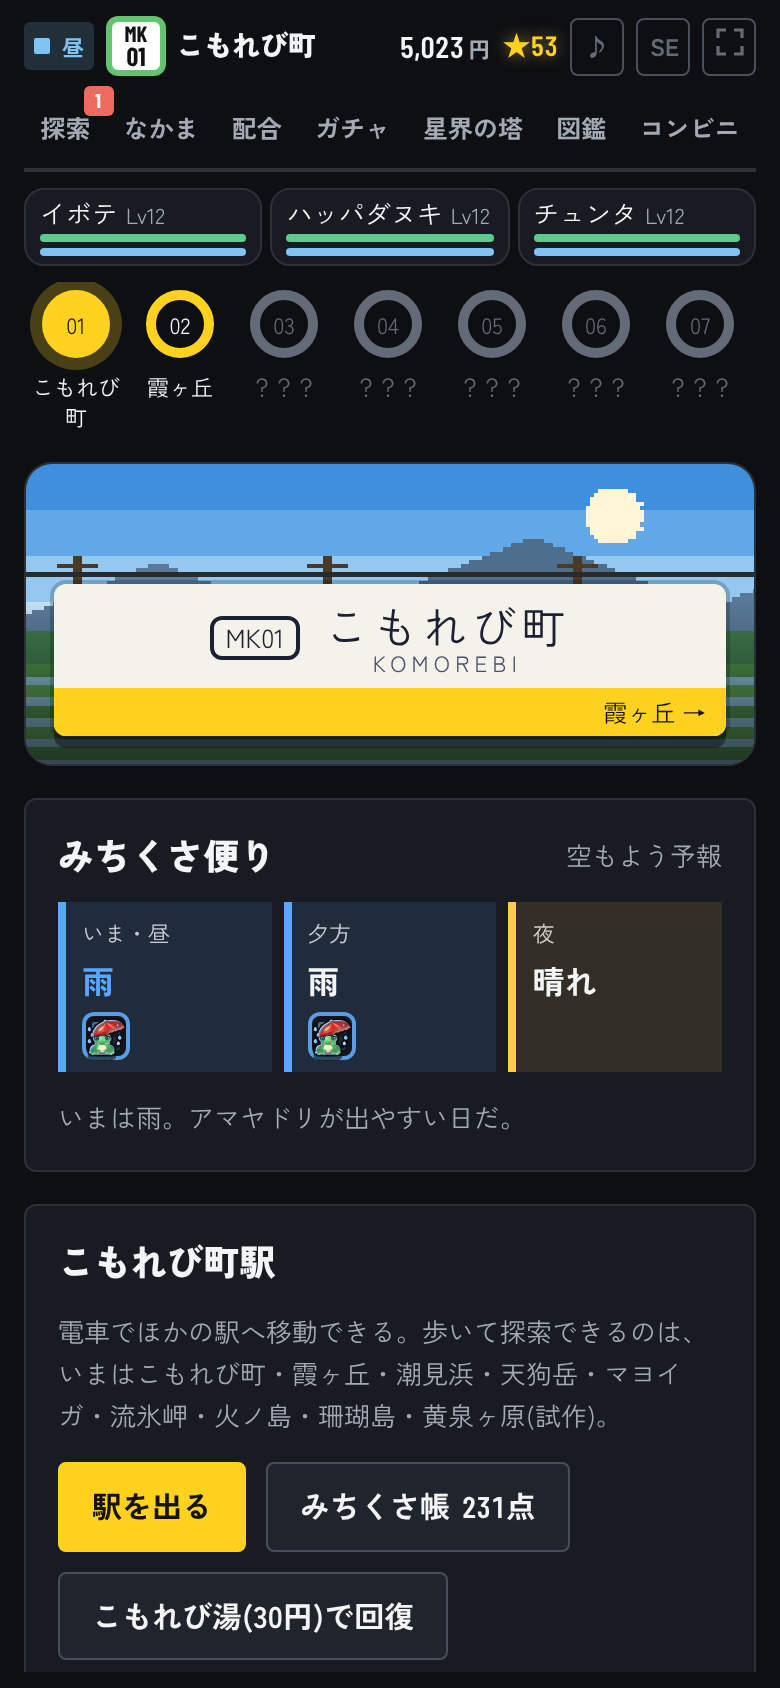 昼 MK 01 こもれび町 5,023 円 ★53 ♪ SE
1
探索 なかま 配合 ガチャ 星界の塔 図鑑 コンビニ
イボテ Lv12 ハッパダヌキ Lv12 チュンタ Lv12
01 02 03 04 05 06 07
こもれび町 霞ヶ丘 ？？？ ？？？ ？？？ ？？？ ？？？
MK01 こもれび町
KOMOREBI
霞ヶ丘 →
みちくさ便り 空もよう予報
いま・昼 夕方 夜
雨 雨 晴れ
いまは雨。アマヤドリが出やすい日だ。
こもれび町駅
電車でほかの駅へ移動できる。歩いて探索できるのは、
いまはこもれび町・霞ヶ丘・潮見浜・天狗岳・マヨイ
ガ・流氷岬・火ノ島・珊瑚島・黄泉ヶ原(試作)。
駅を出る みちくさ帳 231点
こもれび湯(30円)で回復